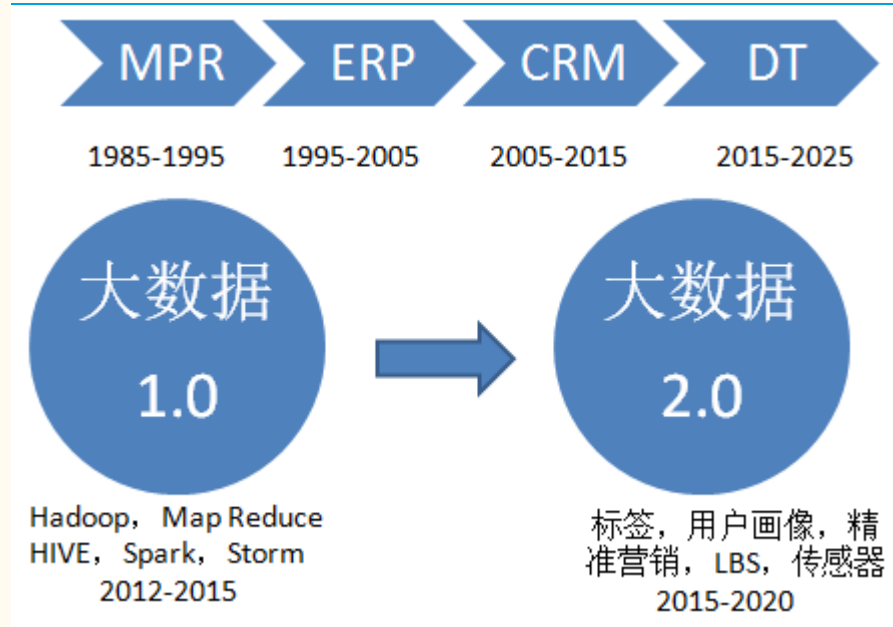 MPR ERP CRM DT
1985-1995 1995-2005 2005-2015 2015-2025
大数据
1.0
大数据
2.0
Hadoop，Map Reduce
HIVE，Spark，Storm
2012-2015
标签，用户画像，精
准营销，LBS，传感器
2015-2020